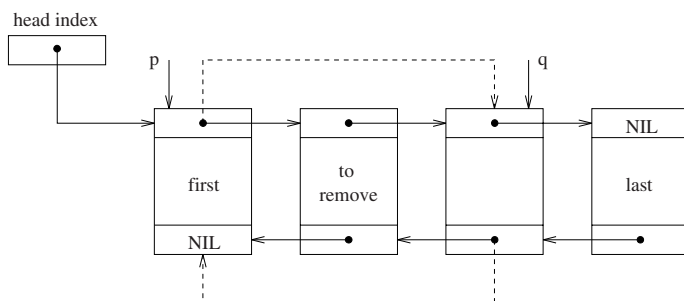 head index
p
q
NIL
first
to
remove
last
NIL